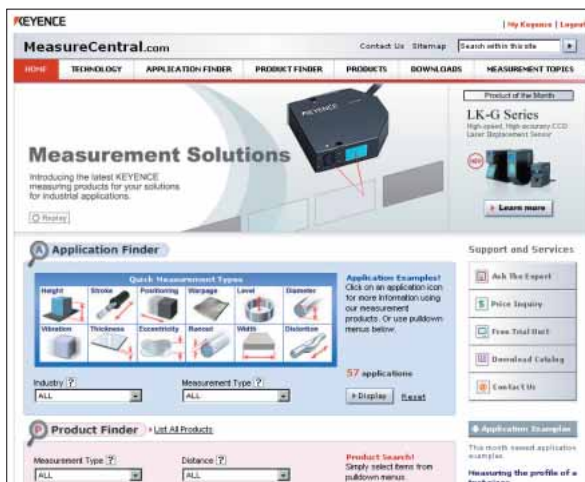 KEYENCE
| My Keyence | Logout
MeasureCentral.com
Contact Us Sitemap
Search within this site
HOME
TECHNOLOGY
APPLICATION FINDER
PRODUCT FINDER
PRODUCTS
DOWNLOADS
MEASUREMENT TOPICS
KEYENCE
Measurement Solutions
Introducing the latest KEYENCE
measuring products for your solutions
for industrial applications.
Replay
Product of the Month
LK-G Series
High-speed, High-accuracy CCD
Laser Displacement Sensor
NEW
Learn more
A Application Finder
Quick Measurement Types
Height Stroke Positioning Warpage Level Diameter
Vibration Thickness Eccentricity Runout Width Distortion
Application Examples!
Click on an application icon
for more information using
our measurement
products. Or use pulldown
menus below.
57 applications
Industry ?
ALL
Measurement Type ?
ALL
Display Reset
P Product Finder List All Products
Measurement Type ?
ALL
Distance ?
ALL
Product Search!
Simply select items from
pulldown menus.
Support and Services
Ask The Expert
$ Price Inquiry
Free Trial Unit
Download Catalog
@ Contact Us
Application Examples
This month newest application
examples.
Measuring the profile of a